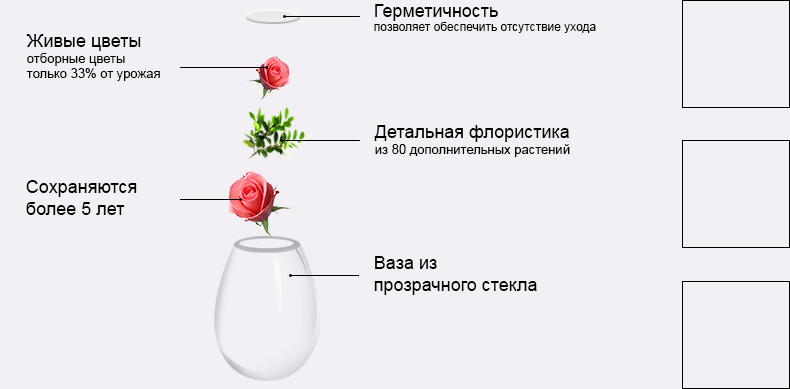 Герметичность
позволяет обеспечить отсутствие ухода
Живые цветы
отборные цветы
только 33% от урожая
Детальная флористика
из 80 дополнительных растений
Сохраняются
более 5 лет
Ваза из
прозрачного стекла